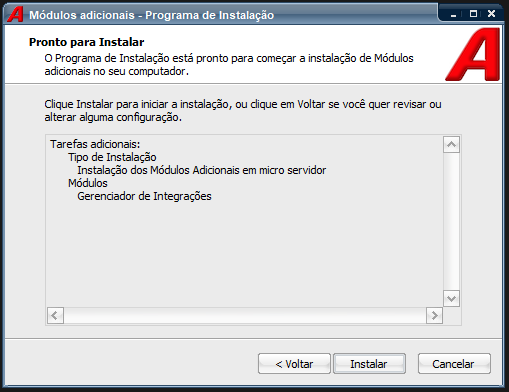 Módulos adicionais - Programa de Instalação
Pronto para Instalar
O Programa de Instalação está pronto para começar a instalação de Módulos
adicionais no seu computador.
A
Clique Instalar para iniciar a instalação, ou clique em Voltar se você quer revisar ou
alterar alguma configuração.
Tarefas adicionais:
Tipo de Instalação
Instalação dos Módulos Adicionais em micro servidor
Módulos
Gerenciador de Integrações
< Voltar
Instalar
Cancelar